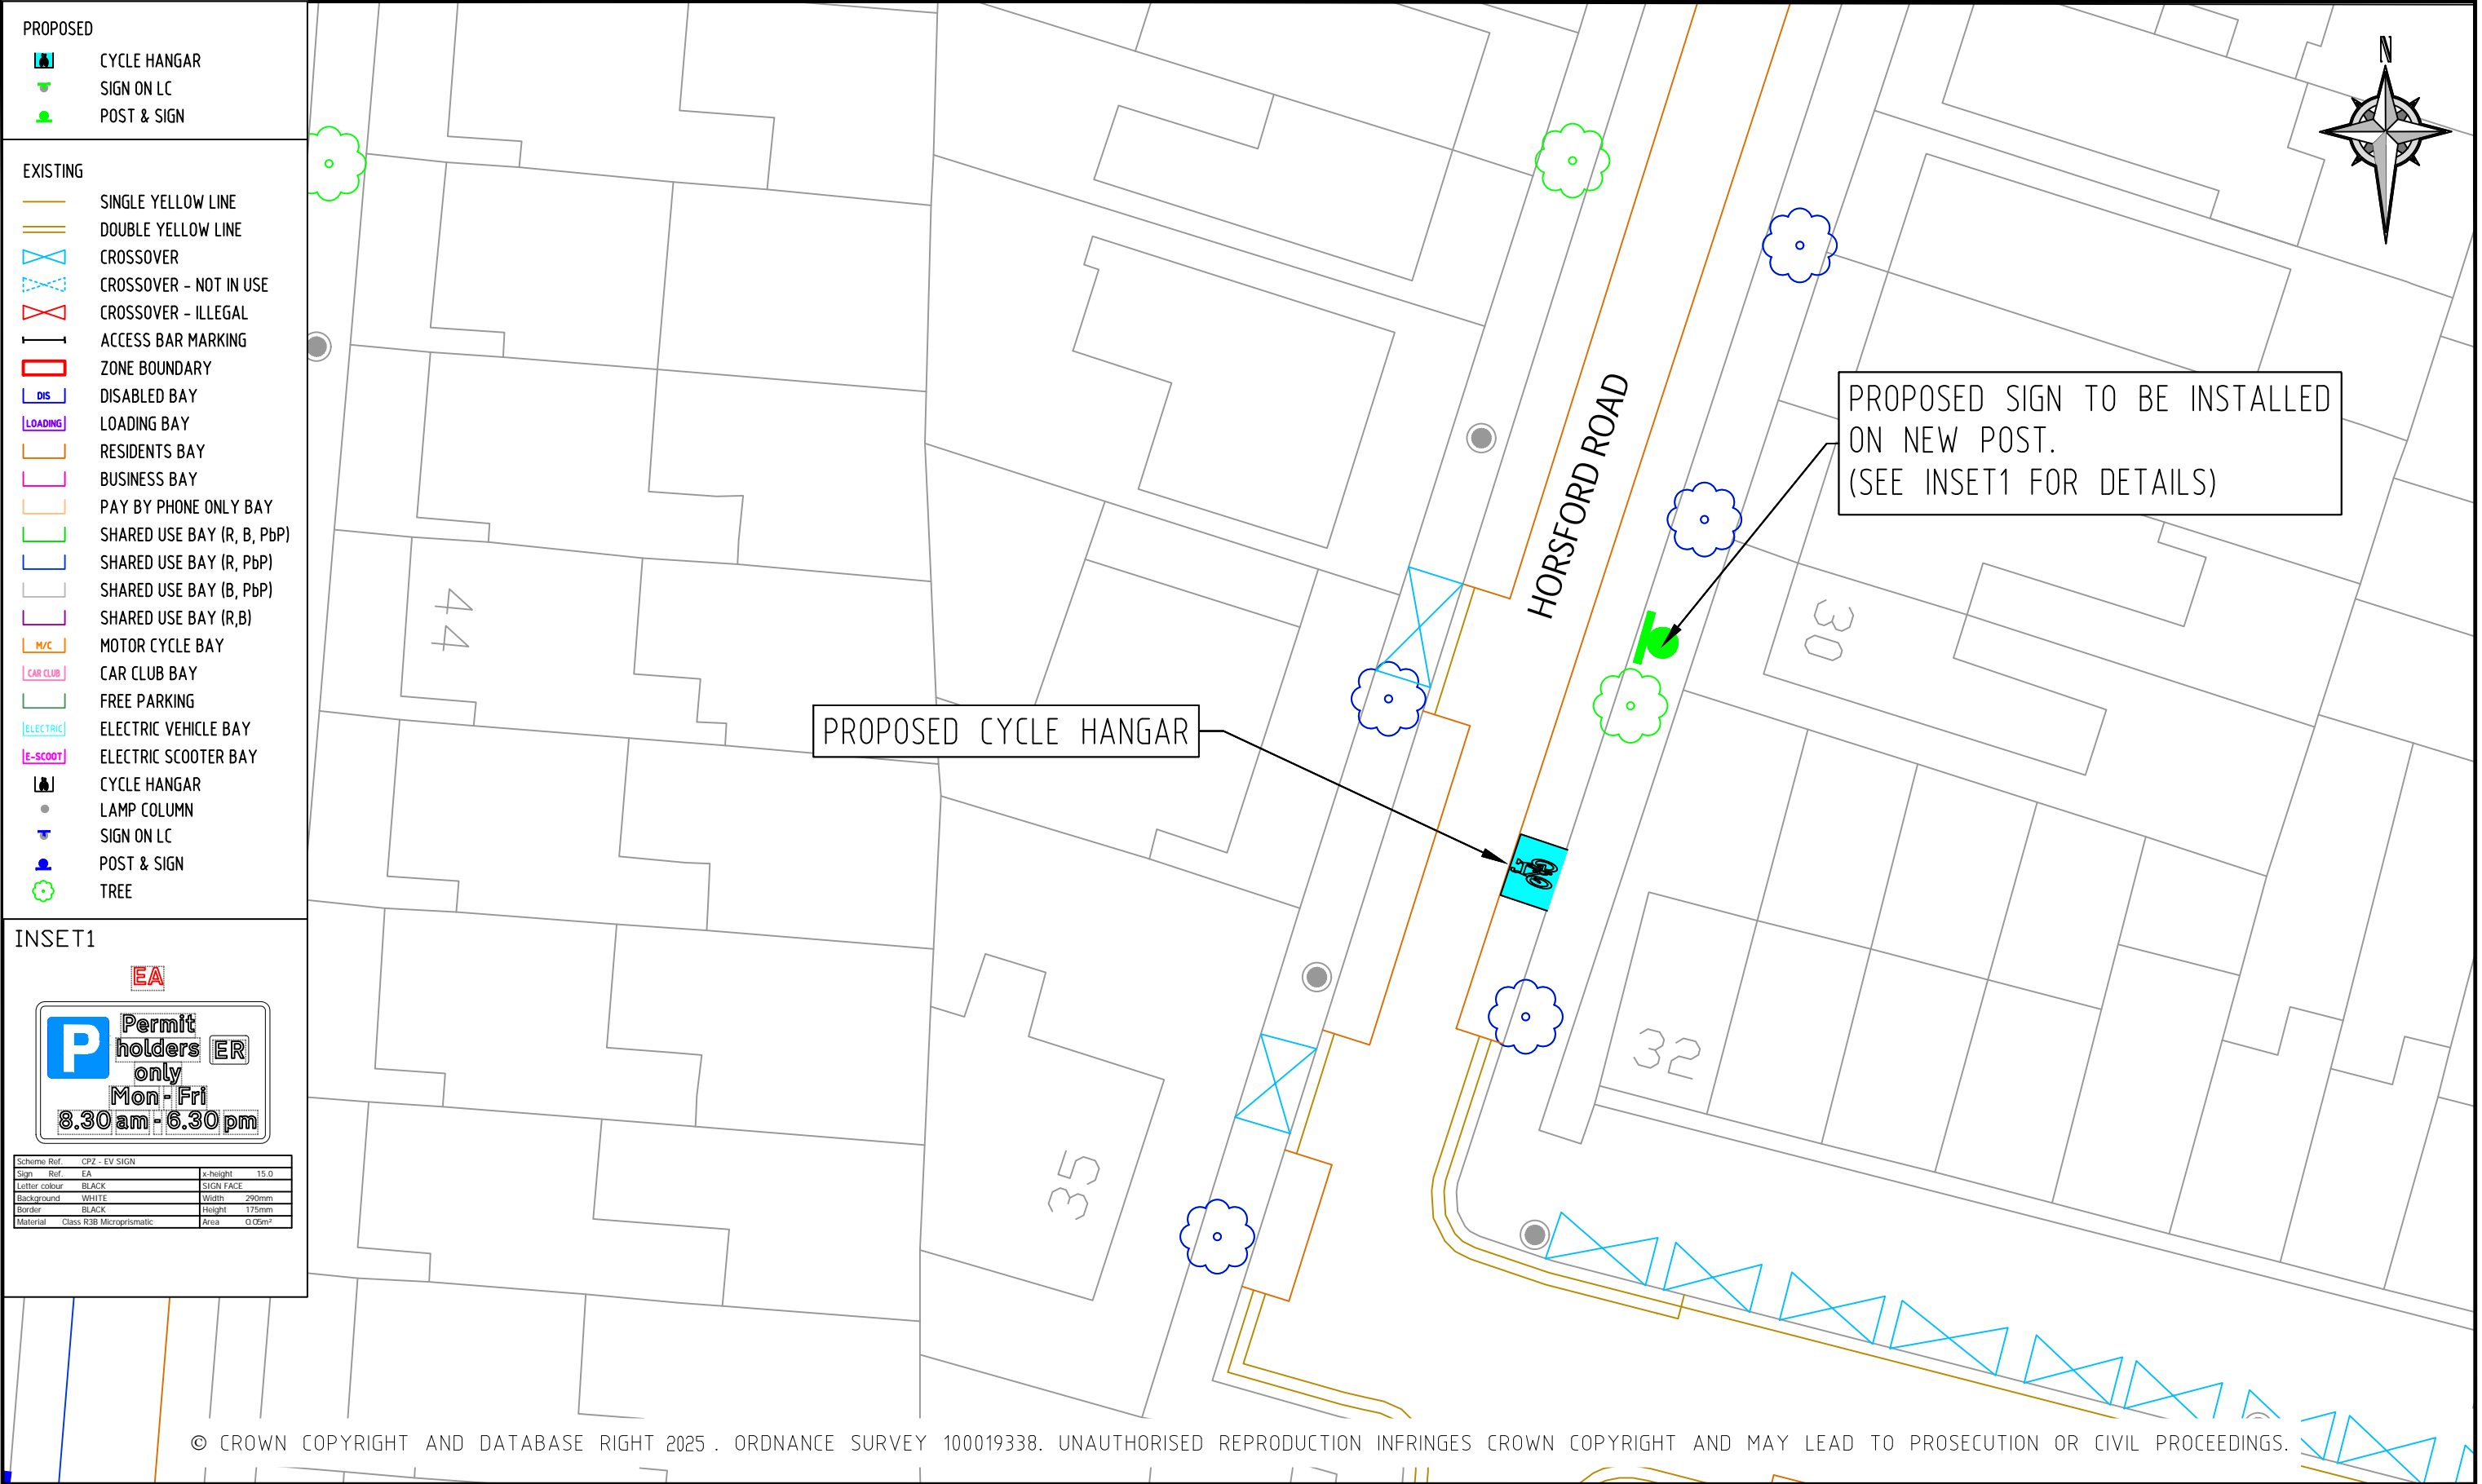 PROPOSED
CYCLE HANGAR
SIGN ON LC
POST & SIGN
EXISTING
SINGLE YELLOW LINE
DOUBLE YELLOW LINE
CROSSOVER
CROSSOVER - NOT IN USE
CROSSOVER - ILLEGAL
ACCESS BAR MARKING
ZONE BOUNDARY
DIS DISABLED BAY
LOADING LOADING BAY
RESIDENTS BAY
BUSINESS BAY
PAY BY PHONE ONLY BAY
SHARED USE BAY (R, B, PbP)
SHARED USE BAY (R, PbP)
SHARED USE BAY (B, PbP)
SHARED USE BAY (R,B)
M/C MOTOR CYCLE BAY
CAR CLUB CAR CLUB BAY
FREE PARKING
ELECTRIC ELECTRIC VEHICLE BAY
E-SCOOT ELECTRIC SCOOTER BAY
CYCLE HANGAR
LAMP COLUMN
SIGN ON LC
POST & SIGN
TREE
INSET1
EA
P Permit
holders ER
only
Mon - Fri
8.30 am - 6.30 pm
Scheme Ref. CPZ - EV SIGN
Sign Ref. EA x-height 15.0
Letter colour BLACK SIGN FACE
Background WHITE Width 290mm
Border BLACK Height 175mm
Material Class R3B Microprismatic Area 0.05m²
N
PROPOSED SIGN TO BE INSTALLED
ON NEW POST.
(SEE INSET1 FOR DETAILS)
HORSFORD ROAD
PROPOSED CYCLE HANGAR
44
30
32
35
© CROWN COPYRIGHT AND DATABASE RIGHT 2025. ORDNANCE SURVEY 100019338. UNAUTHORISED REPRODUCTION INFRINGES CROWN COPYRIGHT AND MAY LEAD TO PROSECUTION OR CIVIL PROCEEDINGS.